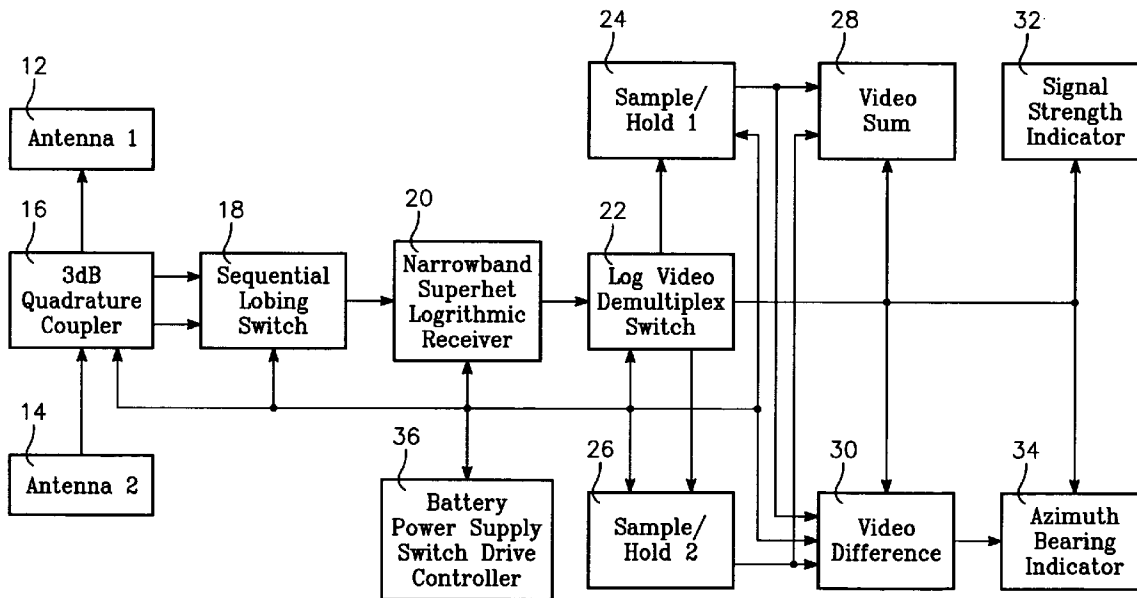 24
28
32
12
Sample/
Hold 1
Video
Sum
Signal
Strength
Indicator
Antenna 1
16
18
20
22
3dB
Quadrature
Coupler
Sequential
Lobing
Switch
Narrowband
Superhet
Logrithmic
Receiver
Log Video
Demultiplex
Switch
14
36
26
30
34
Antenna 2
Battery
Power Supply
Switch Drive
Controller
Sample/
Hold 2
Video
Difference
Azimuth
Bearing
Indicator